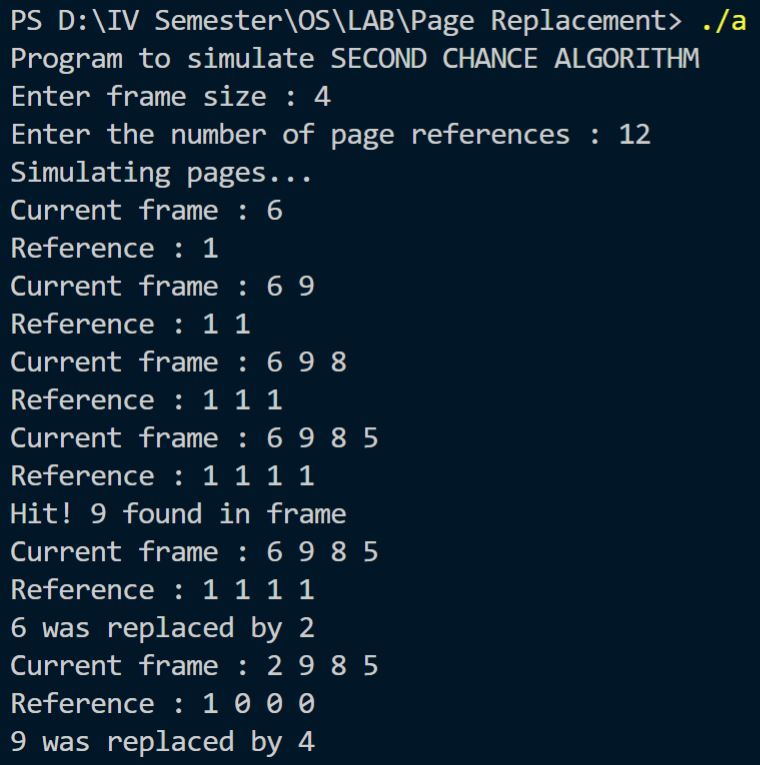 PS D:\IV Semester\OS\LAB\Page Replacement> ./a
Program to simulate SECOND CHANCE ALGORITHM
Enter frame size : 4
Enter the number of page references : 12
Simulating pages...
Current frame : 6
Reference : 1
Current frame : 6 9
Reference : 1 1
Current frame : 6 9 8
Reference : 1 1 1
Current frame : 6 9 8 5
Reference : 1 1 1 1
Hit! 9 found in frame
Current frame : 6 9 8 5
Reference : 1 1 1 1
6 was replaced by 2
Current frame : 2 9 8 5
Reference : 1 0 0 0
9 was replaced by 4